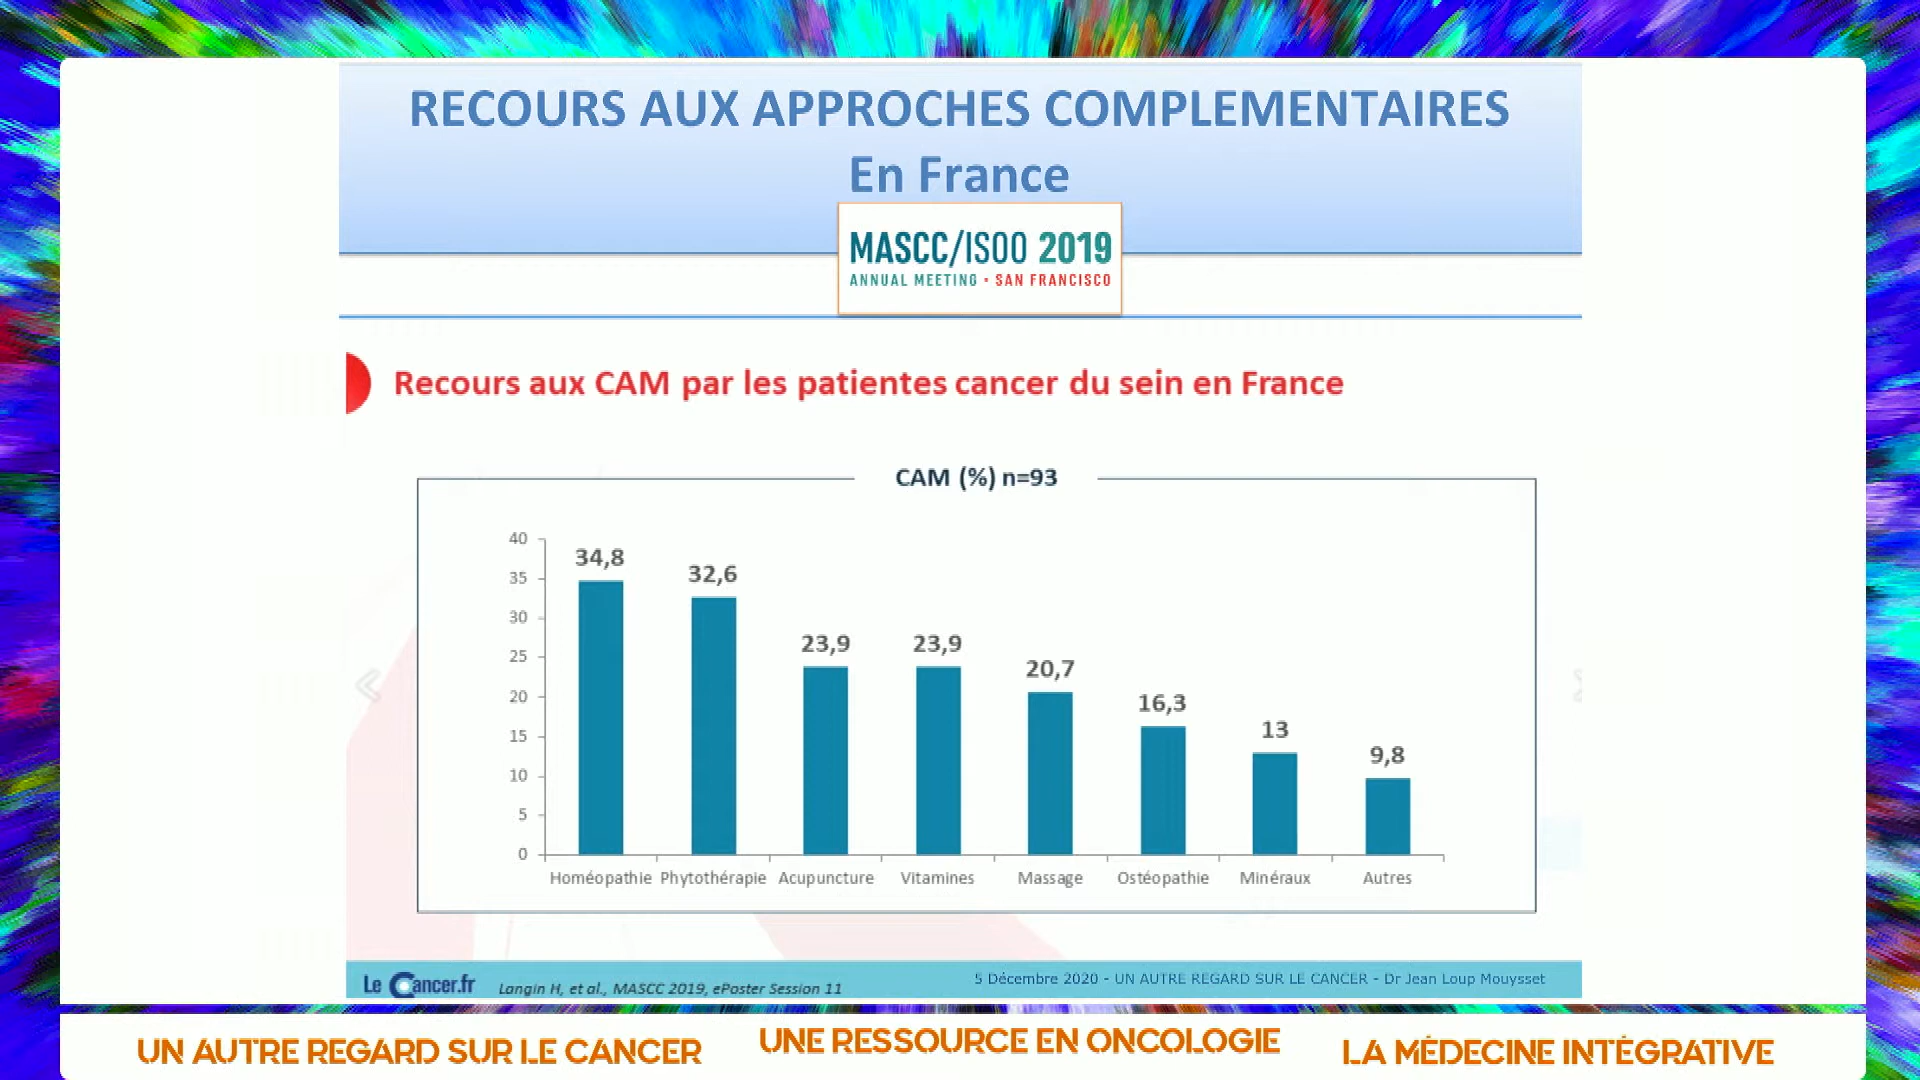 RECOURS AUX APPROCHES COMPLEMENTAIRES
En France
MASCC/ISOO 2019
ANNUAL MEETING • SAN FRANCISCO
Recours aux CAM par les patientes cancer du sein en France
CAM (%) n=93
40
35
30
25
20
15
10
5
0
34,8
32,6
23,9
23,9
20,7
16,3
13
9,8
Homéopathie Phytothérapie Acupuncture Vitamines Massage Ostéopathie Minéraux Autres
Le Cancer.fr
Langin H, et al., MASCC 2019, ePoster Session 11
5 Décembre 2020 - UN AUTRE REGARD SUR LE CANCER - Dr Jean Loup Mouysset
UN AUTRE REGARD SUR LE CANCER
UNE RESSOURCE EN ONCOLOGIE
LA MÉDECINE INTÉGRATIVE